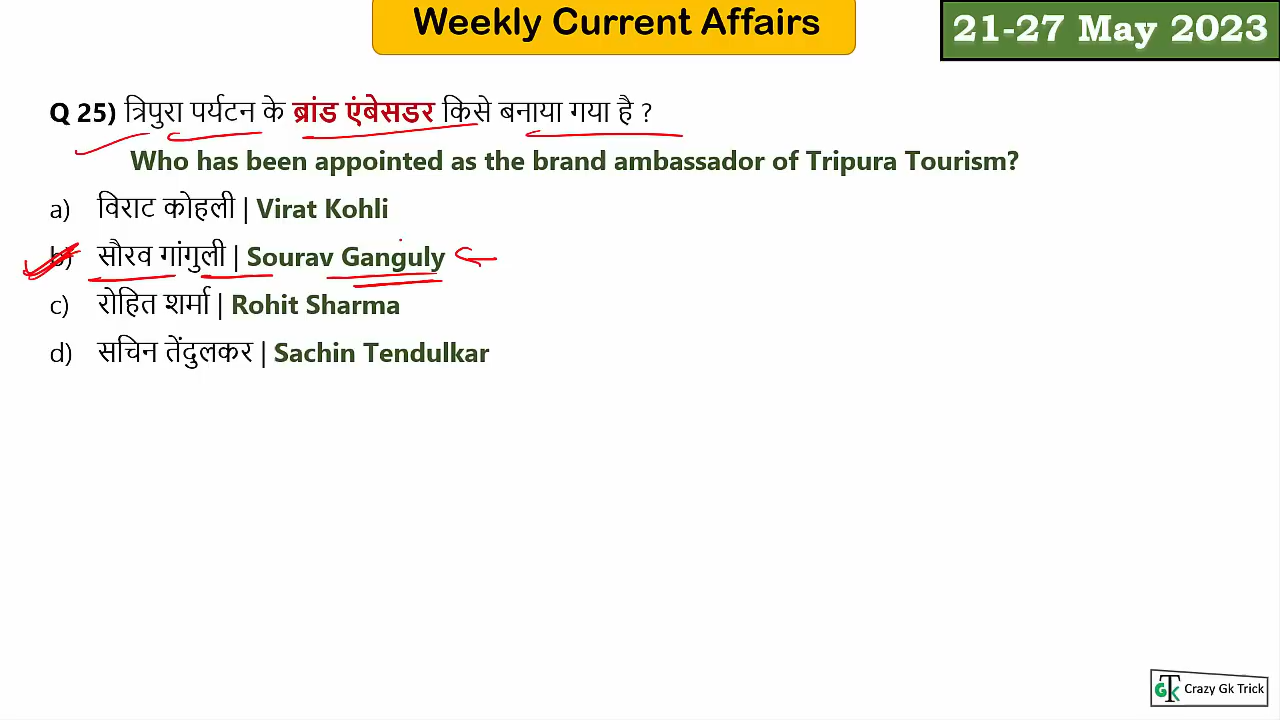 Weekly Current Affairs
21-27 May 2023
Q 25) त्रिपुरा पर्यटन के ब्रांड एंबेसडर किसे बनाया गया है ?
Who has been appointed as the brand ambassador of Tripura Tourism?
a) विराट कोहली | Virat Kohli
b) सौरव गांगुली | Sourav Ganguly
c) रोहित शर्मा | Rohit Sharma
d) सचिन तेंदुलकर | Sachin Tendulkar
GTK Crazy Gk Trick